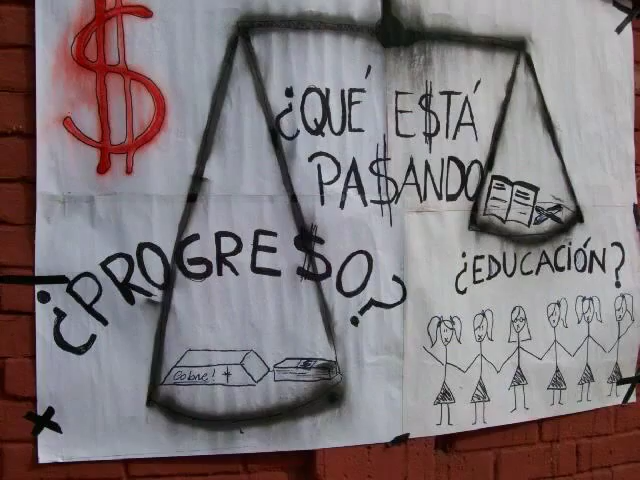 $
¿QUÉ E$TÁ
PA$ANDO
¿PROGRE$O?
¿EDUCACIÓN?
Cobre!